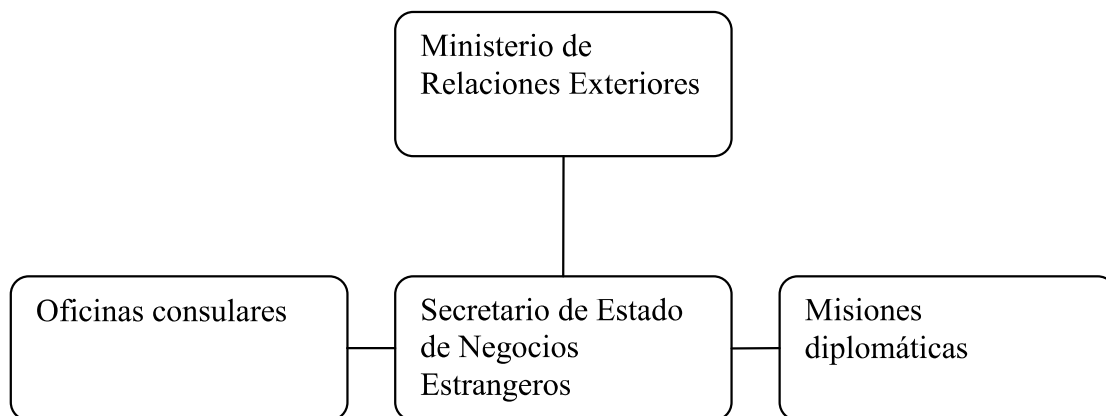 Ministerio de
Relaciones Exteriores
Oficinas consulares
Secretario de Estado
de Negocios
Estrangeros
Misiones
diplomáticas